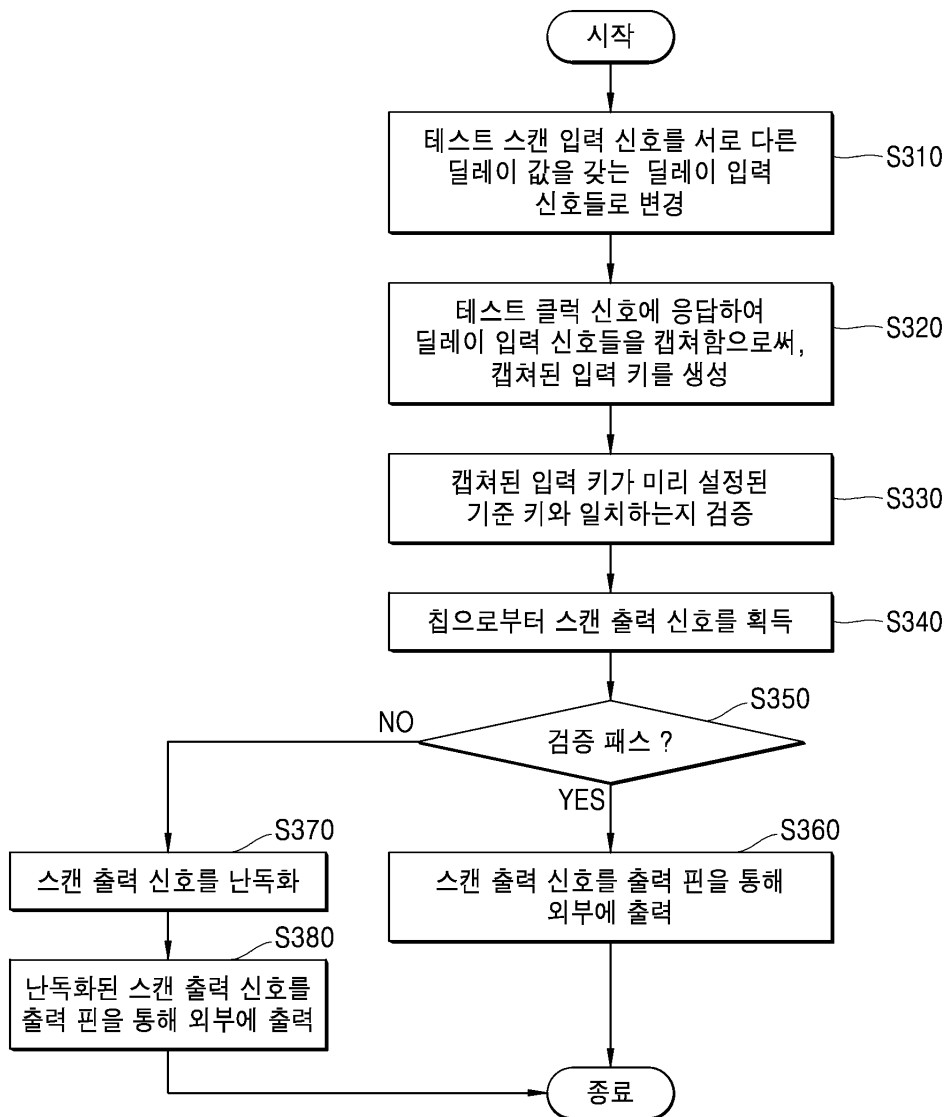 시작
테스트 스캔 입력 신호를 서로 다른
딜레이 값을 갖는 딜레이 입력
신호들로 변경
S310
테스트 클럭 신호에 응답하여
딜레이 입력 신호들을 캡쳐함으로써,
캡쳐된 입력 키를 생성
S320
캡쳐된 입력 키가 미리 설정된
기준 키와 일치하는지 검증
S330
칩으로부터 스캔 출력 신호를 획득
S340
S350
검증 패스 ?
NO
YES
S370
스캔 출력 신호를 난독화
S360
스캔 출력 신호를 출력 핀을 통해
외부에 출력
S380
난독화된 스캔 출력 신호를
출력 핀을 통해 외부에 출력
종료